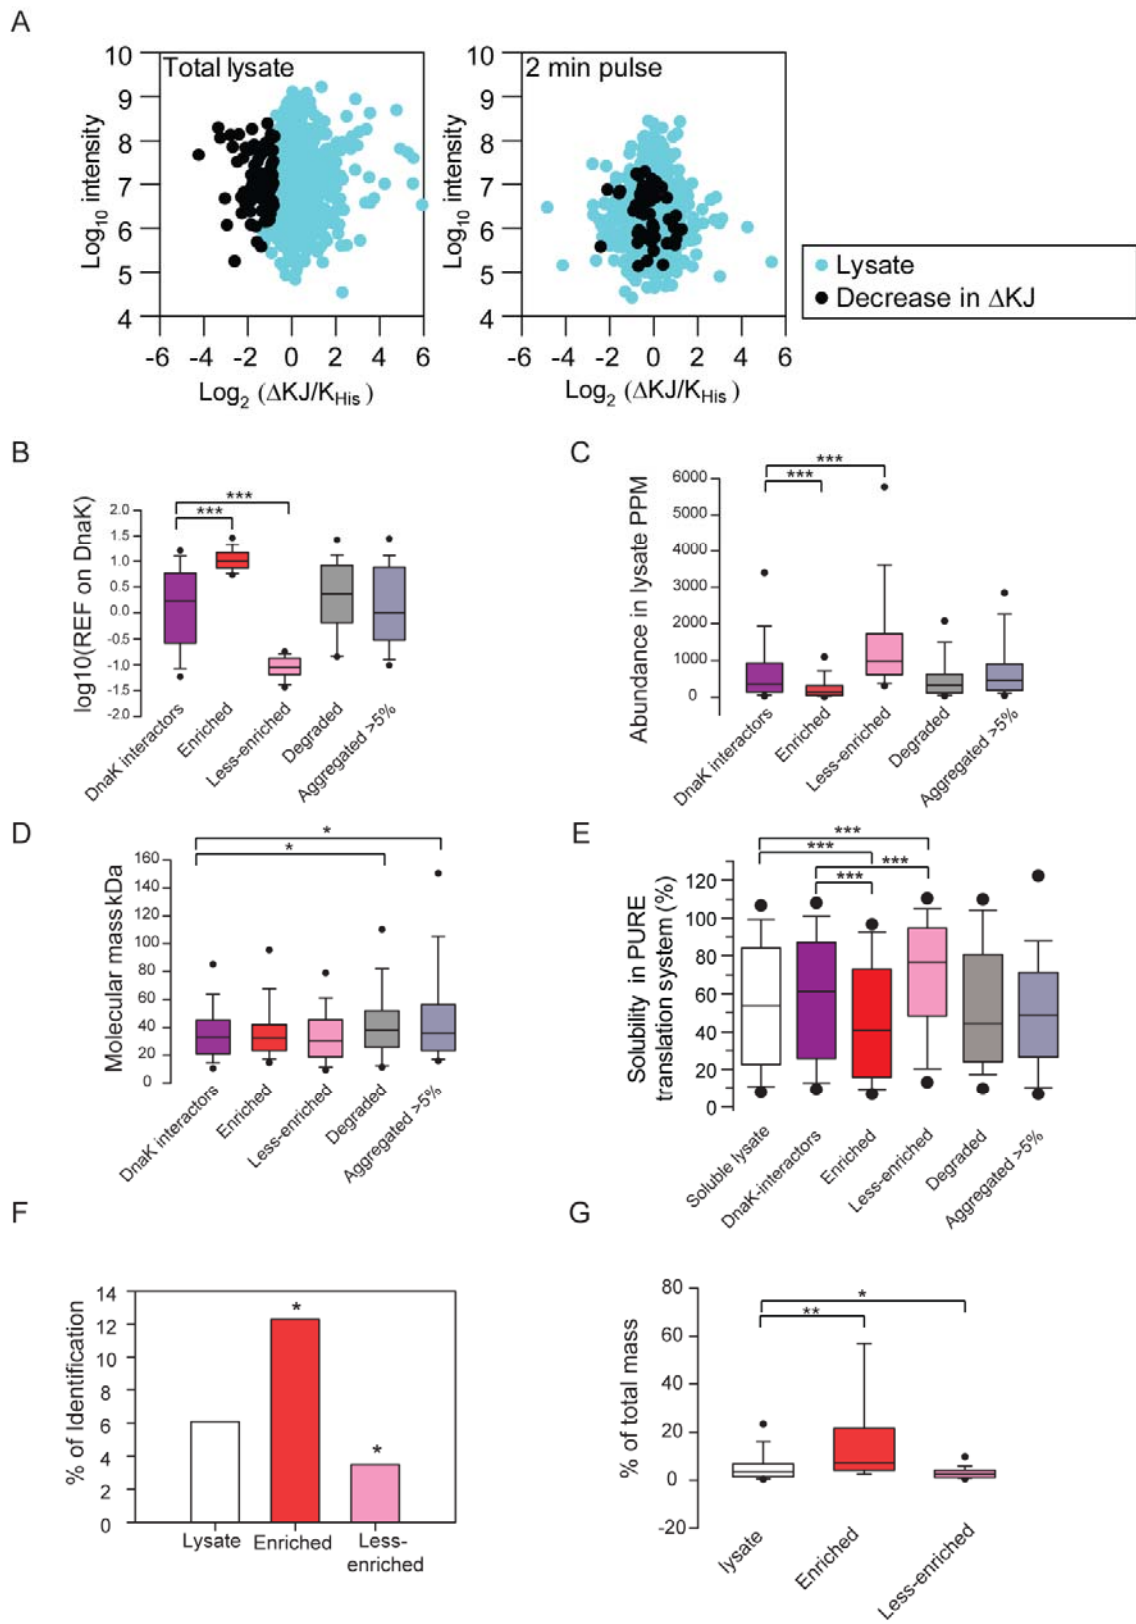 A
Total lysate
2 min pulse
10
9
8
7
6
5
4
Log10 intensity
-6 -4 -2 0 2 4 6
Log2 (ΔKJ/KHis)
10
9
8
7
6
5
4
Log10 intensity
-6 -4 -2 0 2 4 6
Log2 (ΔKJ/KHis)
Lysate
Decrease in ΔKJ
B
log10(REF on DnaK)
2.0
1.5
1.0
0.5
0.0
-0.5
-1.0
-1.5
-2.0
***
***
DnaK interactors
Enriched
Less-enriched
Degraded
Aggregated >5%
C
Abundance in lysate PPM
6000
5000
4000
3000
2000
1000
0
***
***
DnaK interactors
Enriched
Less-enriched
Degraded
Aggregated >5%
D
Molecular mass kDa
160
140
120
100
80
60
40
20
0
*
*
DnaK interactors
Enriched
Less-enriched
Degraded
Aggregated >5%
E
Solubility in PURE
translation system (%)
120
100
80
60
40
20
0
***
***
***
***
Soluble lysate
DnaK-interactors
Enriched
Less-enriched
Degraded
Aggregated >5%
F
% of Identification
14
12
10
8
6
4
2
0
*
*
Lysate
Enriched
Less-
enriched
G
% of total mass
80
60
40
20
0
-20
*
**
lysate
Enriched
Less-enriched